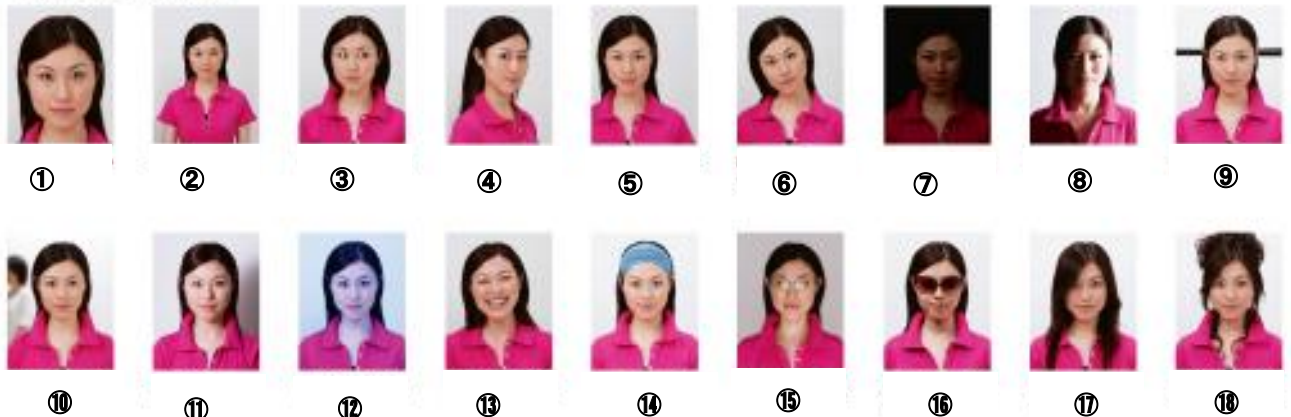 ① ② ③ ④ ⑤ ⑥ ⑦ ⑧ ⑨
⑩ ⑪ ⑫ ⑬ ⑭ ⑮ ⑯ ⑰ ⑱